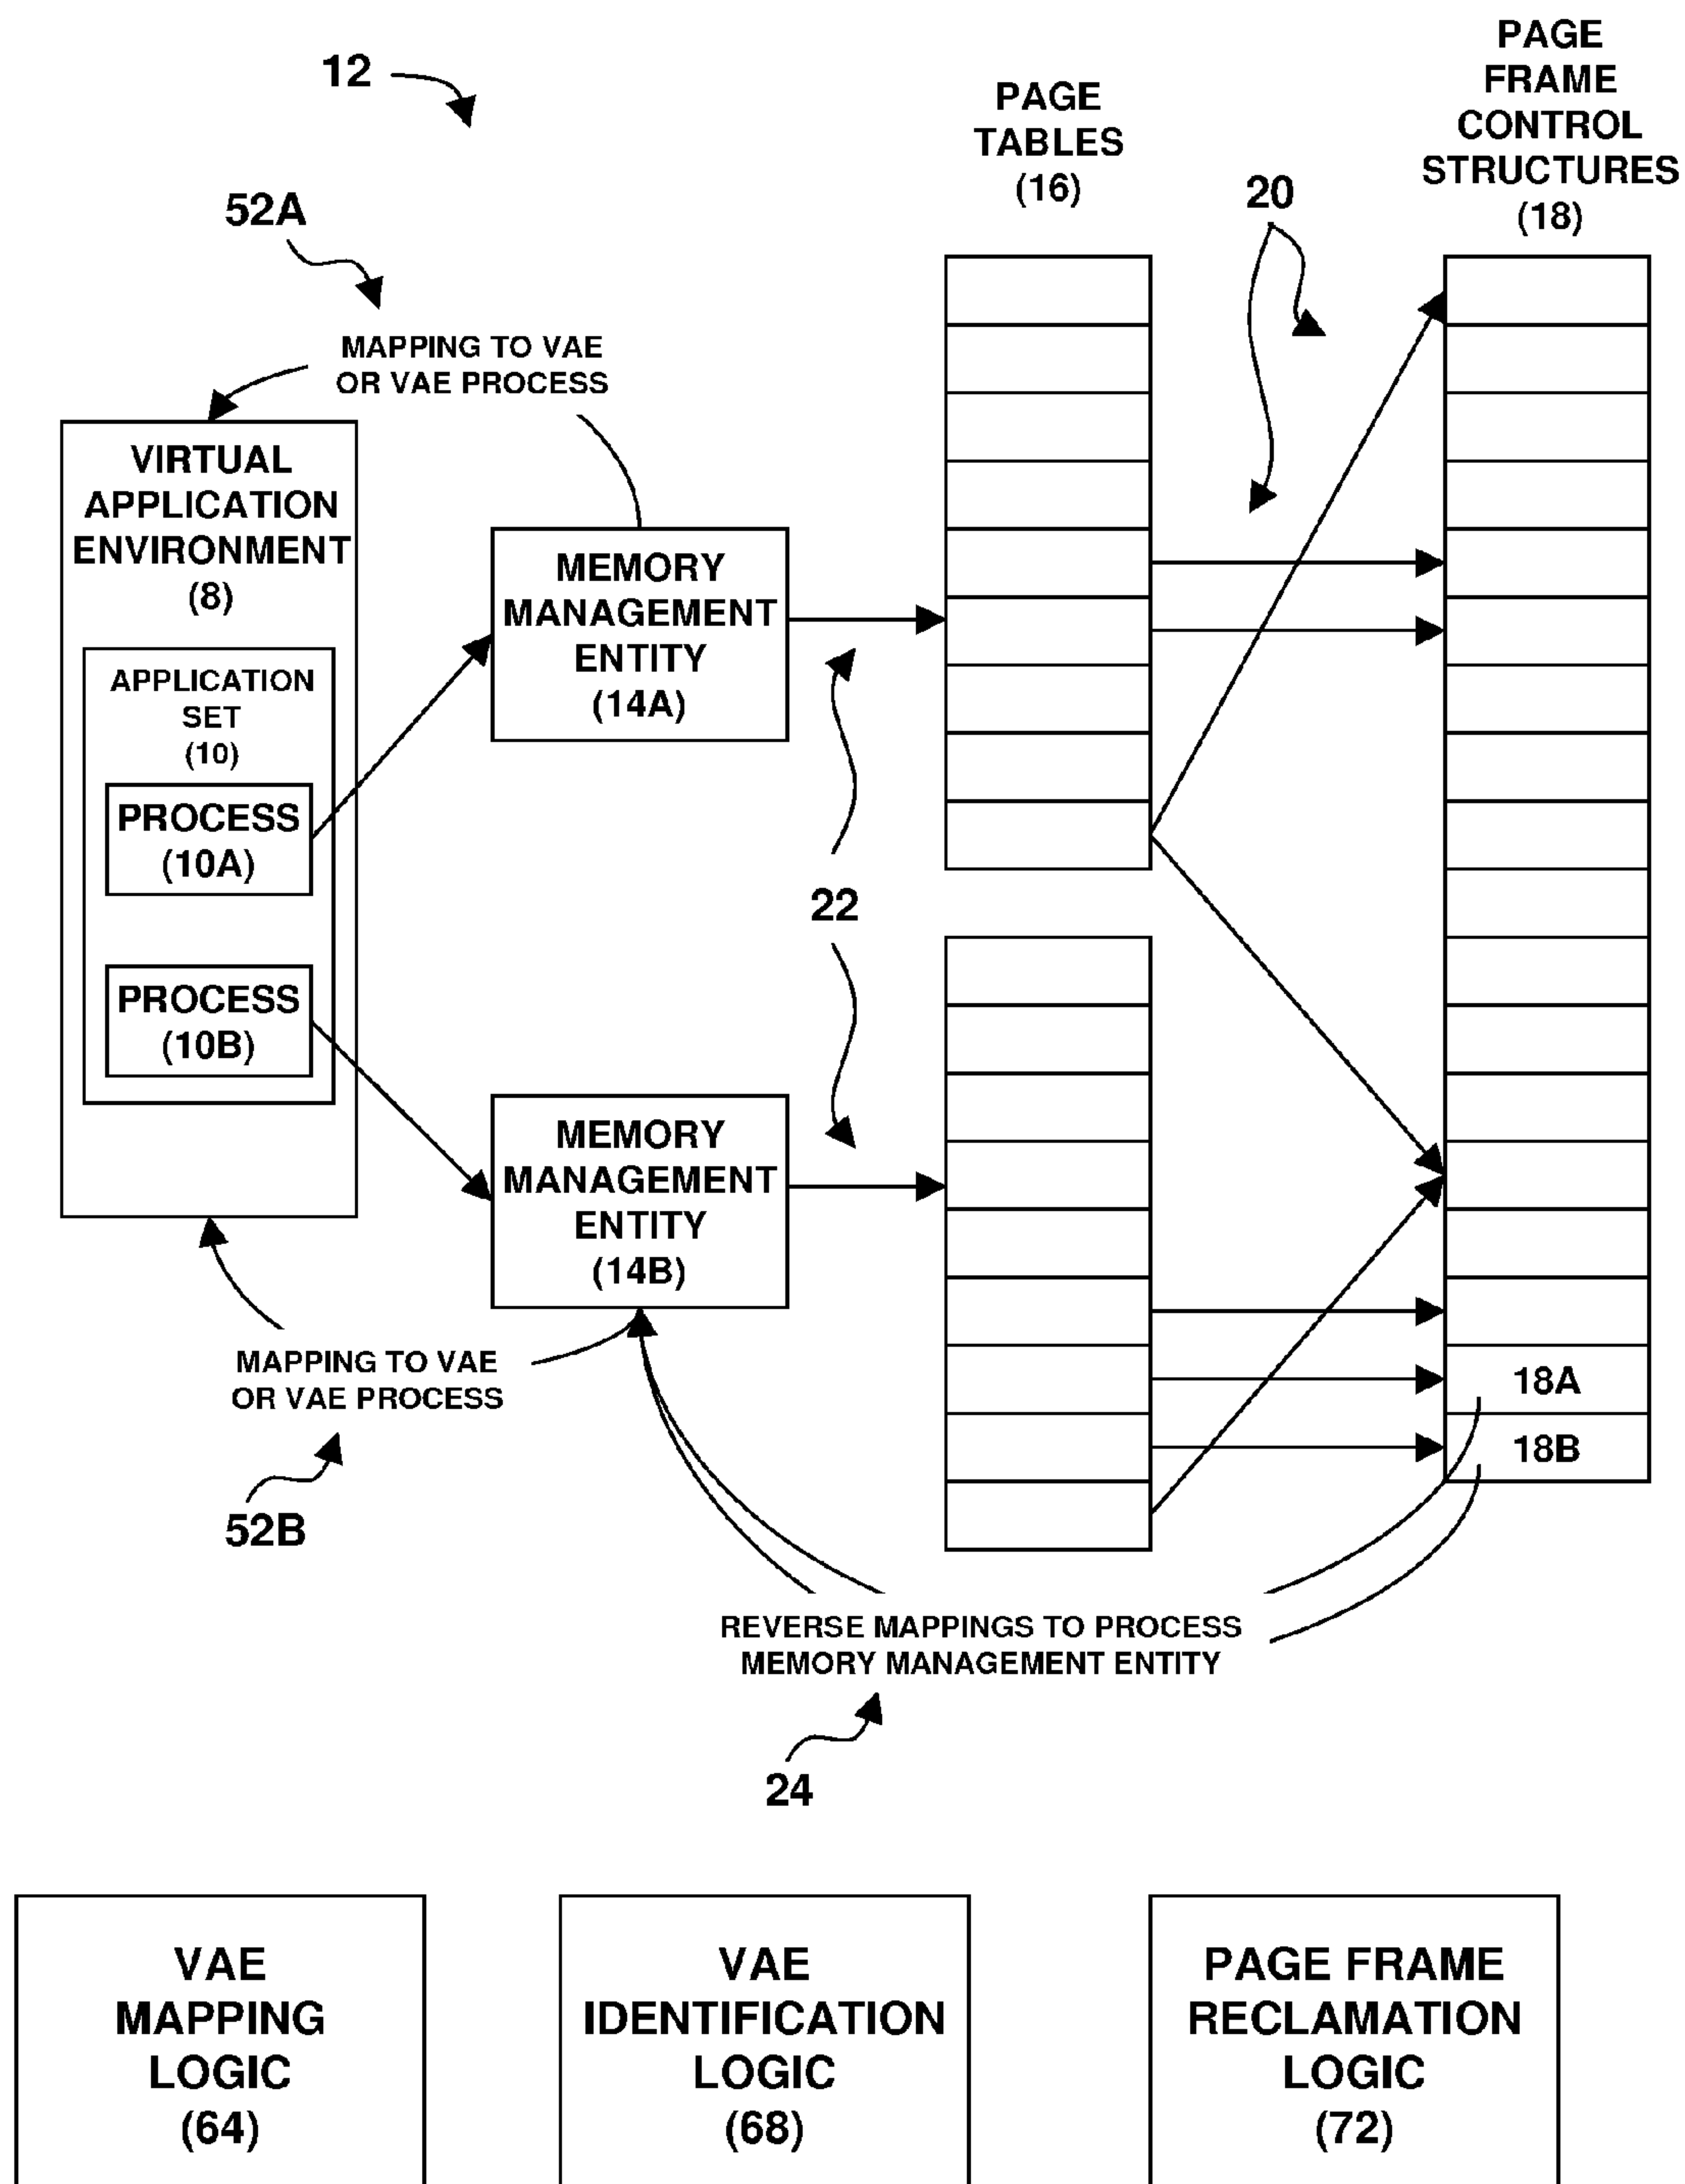 12
PAGE
FRAME
CONTROL
STRUCTURES
(18)
PAGE
TABLES
(16)
20
52A
MAPPING TO VAE
OR VAE PROCESS
VIRTUAL
APPLICATION
ENVIRONMENT
(8)
APPLICATION
SET
(10)
PROCESS
(10A)
PROCESS
(10B)
MEMORY
MANAGEMENT
ENTITY
(14A)
22
MEMORY
MANAGEMENT
ENTITY
(14B)
MAPPING TO VAE
OR VAE PROCESS
52B
18A
18B
REVERSE MAPPINGS TO PROCESS
MEMORY MANAGEMENT ENTITY
24
VAE
MAPPING
LOGIC
(64)
VAE
IDENTIFICATION
LOGIC
(68)
PAGE FRAME
RECLAMATION
LOGIC
(72)